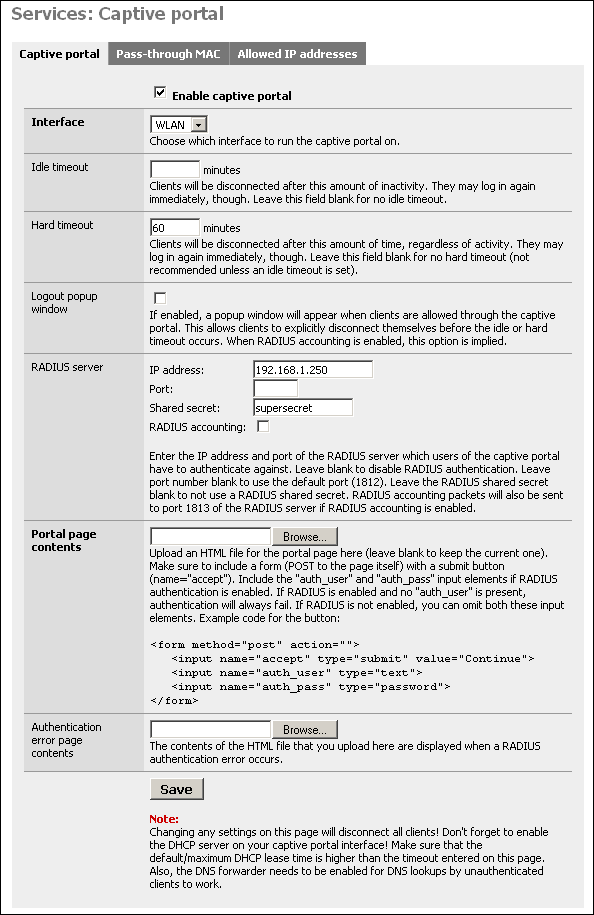 Services: Captive portal
Captive portal
Pass-through MAC
Allowed IP addresses
Enable captive portal
Interface
WLAN
Choose which interface to run the captive portal on.
Idle timeout
minutes
Clients will be disconnected after this amount of inactivity. They may log in again
immediately, though. Leave this field blank for no idle timeout.
Hard timeout
60 minutes
Clients will be disconnected after this amount of time, regardless of activity. They may
log in again immediately, though. Leave this field blank for no hard timeout (not
recommended unless an idle timeout is set).
Logout popup
window
If enabled, a popup window will appear when clients are allowed through the captive
portal. This allows clients to explicitly disconnect themselves before the idle or hard
timeout occurs. When RADIUS accounting is enabled, this option is implied.
RADIUS server
IP address: 192.168.1.250
Port:
Shared secret: supersecret
RADIUS accounting:
Enter the IP address and port of the RADIUS server which users of the captive portal
have to authenticate against. Leave blank to disable RADIUS authentication. Leave
port number blank to use the default port (1812). Leave the RADIUS shared secret
blank to not use a RADIUS shared secret. RADIUS accounting packets will also be sent
to port 1813 of the RADIUS server if RADIUS accounting is enabled.
Portal page
contents
Browse...
Upload an HTML file for the portal page here (leave blank to keep the current one).
Make sure to include a form (POST to the page itself) with a submit button
(name="accept"). Include the "auth_user" and "auth_pass" input elements if RADIUS
authentication is enabled. If RADIUS is enabled and no "auth_user" is present,
authentication will always fail. If RADIUS is not enabled, you can omit both these input
elements. Example code for the button:
<form method="post" action="">
<input name="accept" type="submit" value="Continue">
<input name="auth_user" type="text">
<input name="auth_pass" type="password">
</form>
Authentication
error page
contents
Browse...
The contents of the HTML file that you upload here are displayed when a RADIUS
authentication error occurs.
Save
Note:
Changing any settings on this page will disconnect all clients! Don't forget to enable
the DHCP server on your captive portal interface! Make sure that the
default/maximum DHCP lease time is higher than the timeout entered on this page.
Also, the DNS forwarder needs to be enabled for DNS lookups by unauthenticated
clients to work.